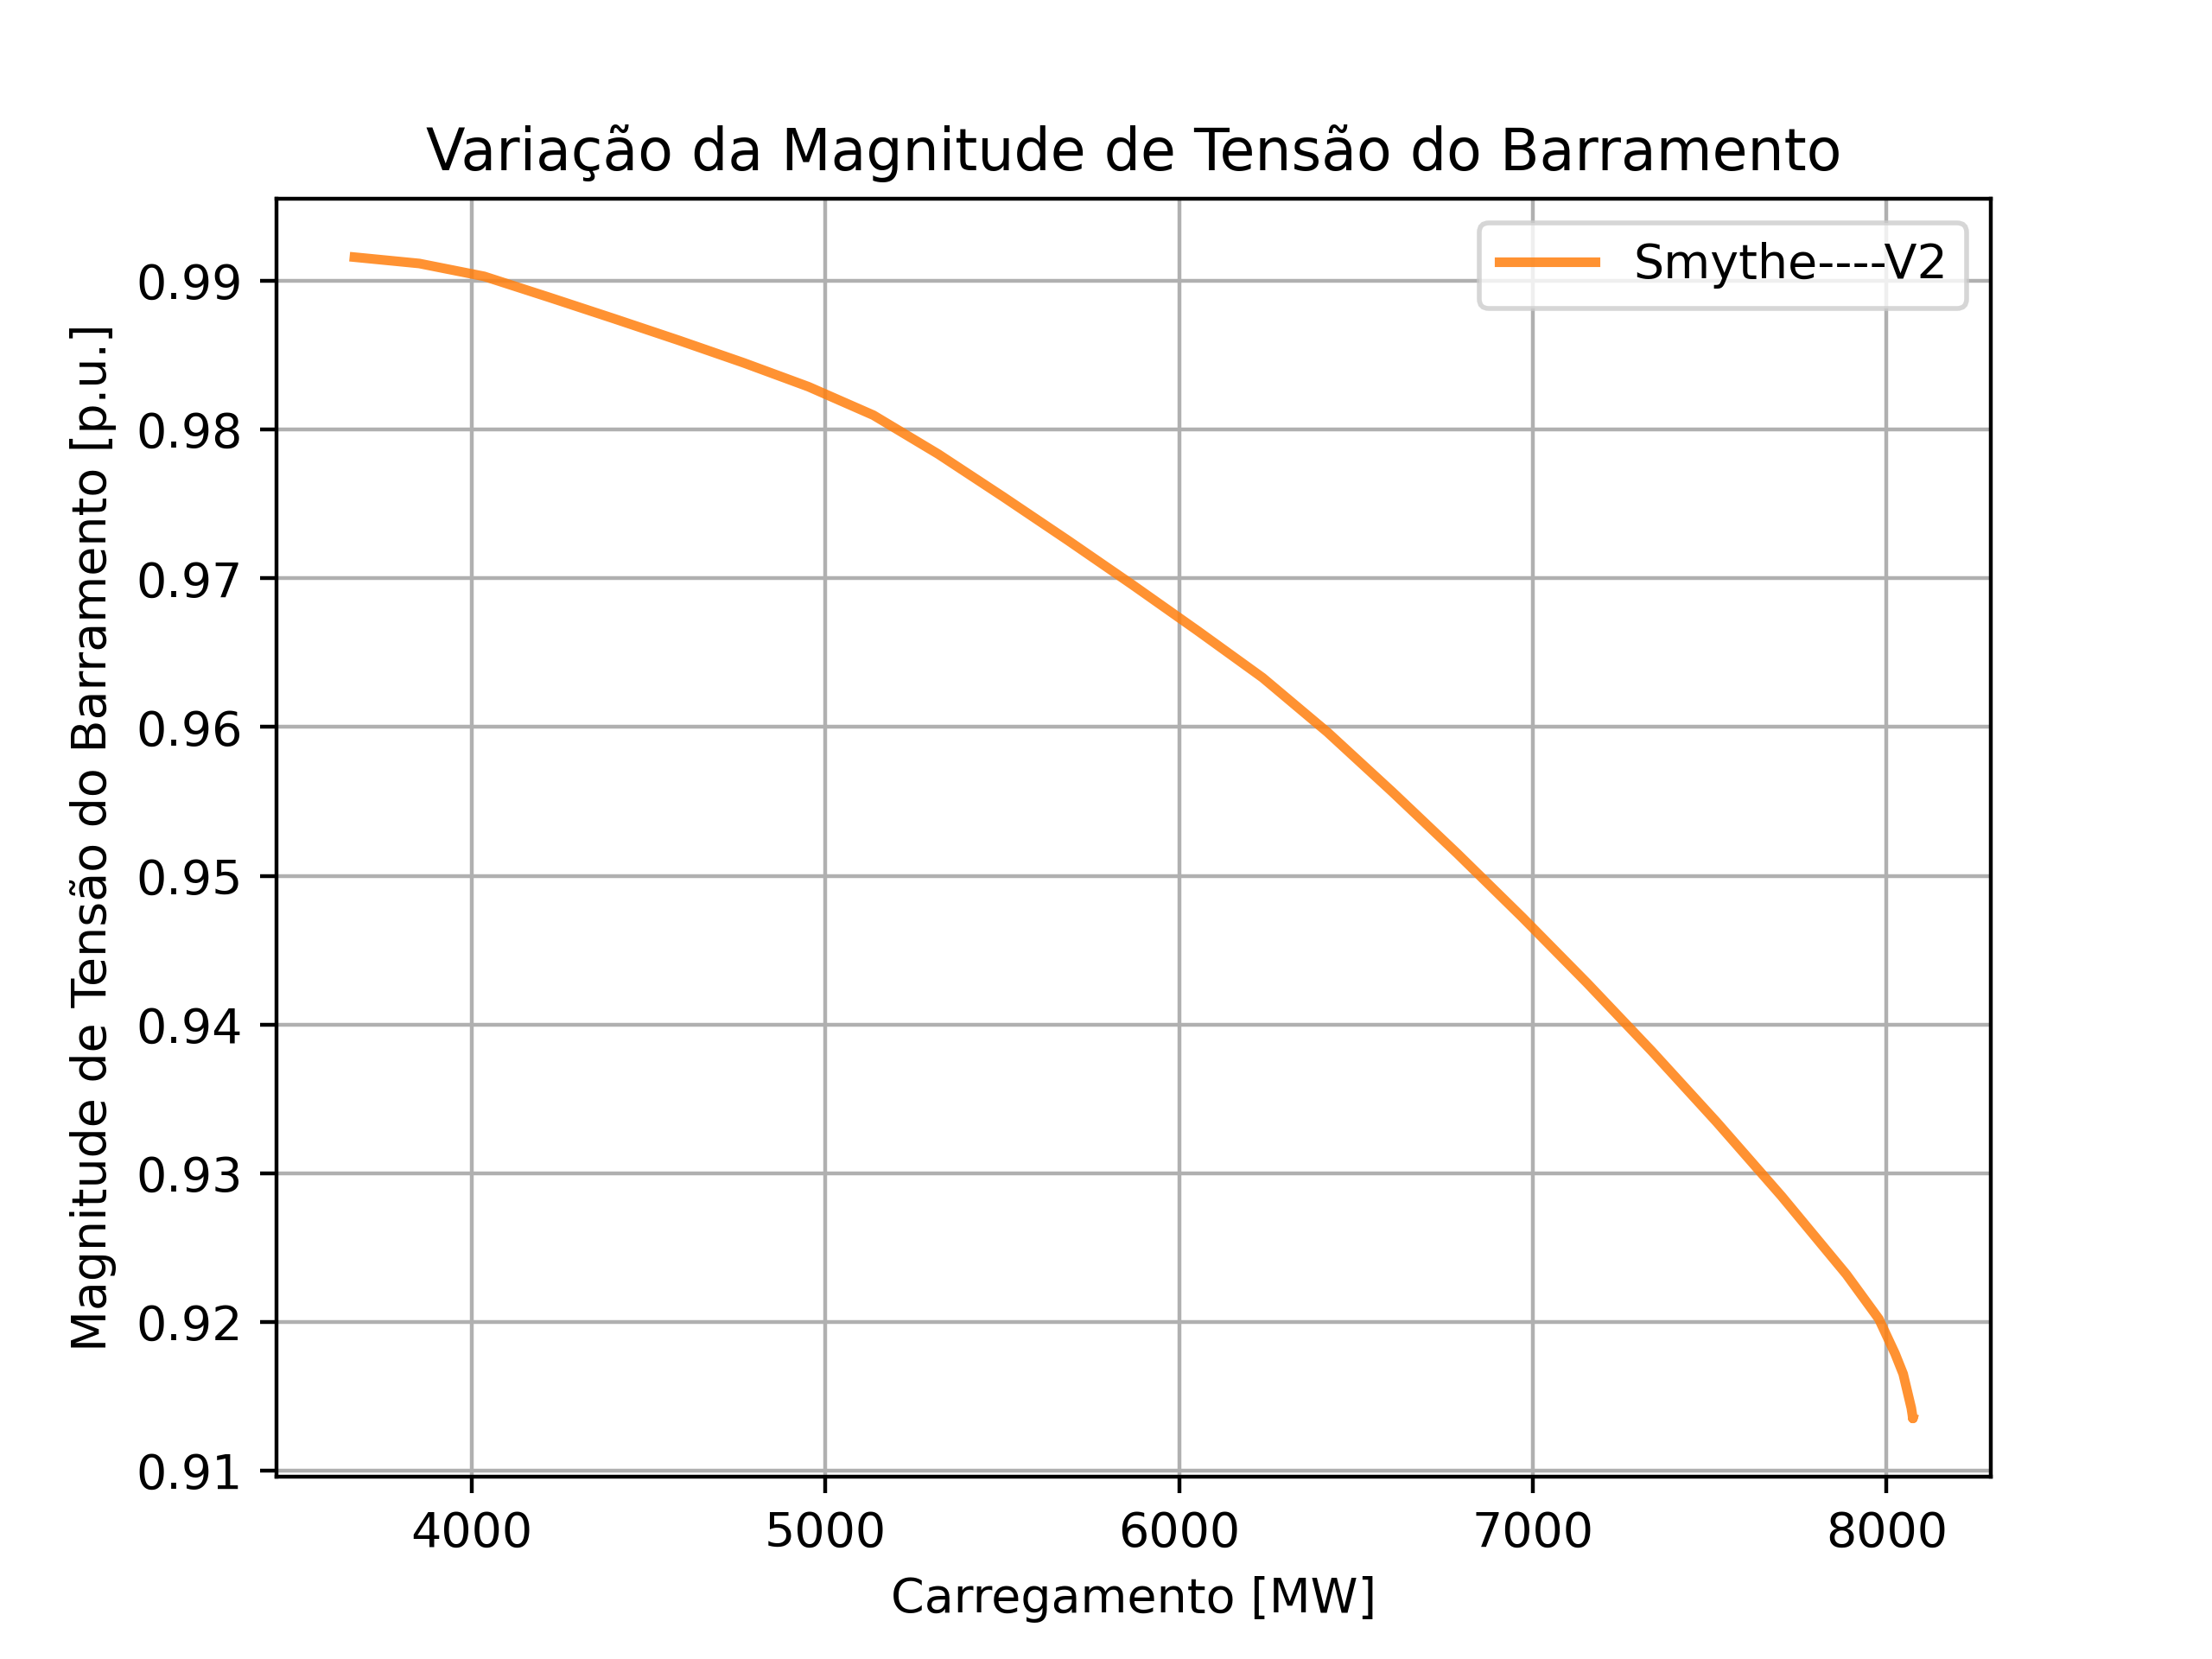 Variação da Magnitude de Tensão do Barramento
Smythe----V2
Magnitude de Tensão do Barramento [p.u.]
0.99
0.98
0.97
0.96
0.95
0.94
0.93
0.92
0.91
4000 5000 6000 7000 8000
Carregamento [MW]